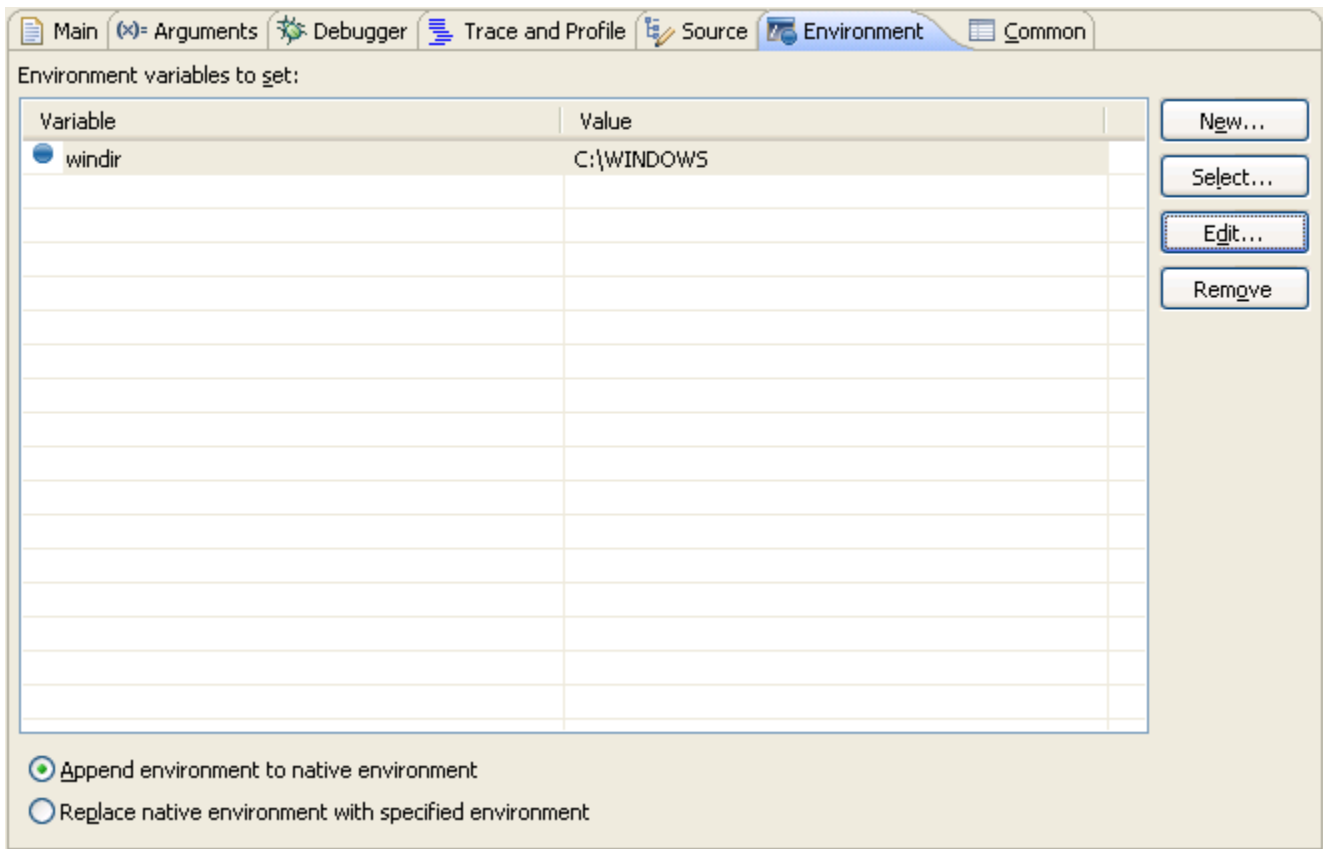 Main (x)= Arguments Debugger Trace and Profile Source Environment Common
Environment variables to set:
Variable Value
windir C:\WINDOWS
New...
Select...
Edit...
Remove
Append environment to native environment
Replace native environment with specified environment